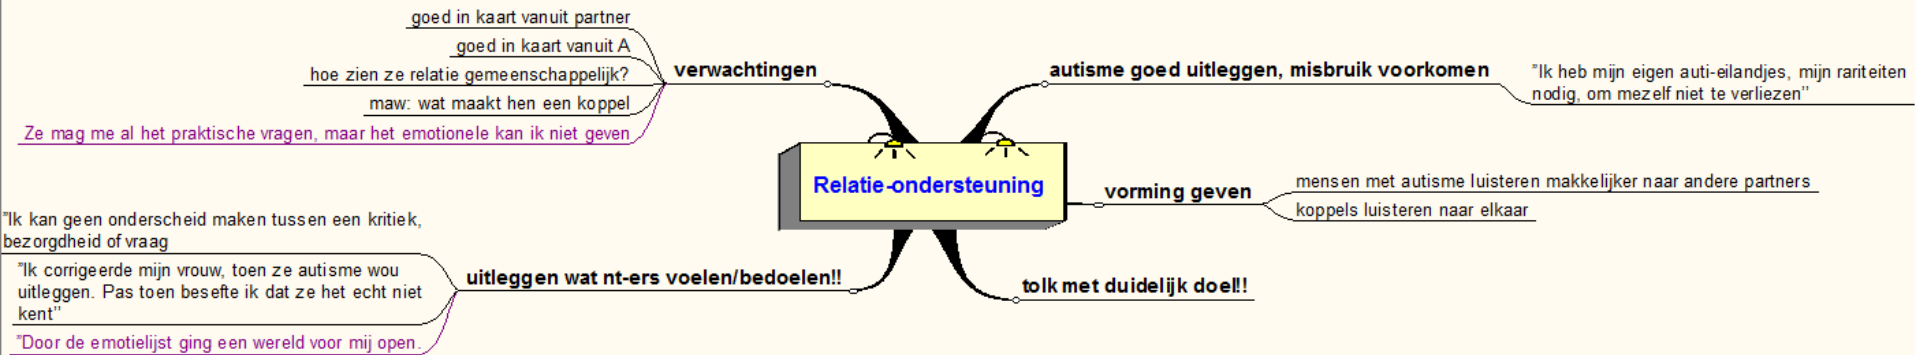 goed in kaart vanuit partner
goed in kaart vanuit A
hoe zien ze relatie gemeenschappelijk?
maw: wat maakt hen een koppel
Ze mag me al het praktische vragen, maar het emotionele kan ik niet geven
verwachtingen
autisme goed uitleggen, misbruik voorkomen
"Ik heb mijn eigen auti-eilandjes, mijn rariteiten
nodig, om mezelf niet te verliezen"
Relatie-ondersteuning
vorming geven
mensen met autisme luisteren makkelijker naar andere partners
koppels luisteren naar elkaar
"Ik kan geen onderscheid maken tussen een kritiek,
bezorgdheid of vraag
"Ik corrigeerde mijn vrouw, toen ze autisme wou
uitleggen. Pas toen besefte ik dat ze het echt niet
kent"
"Door de emotielijst ging een wereld voor mij open.
uitleggen wat nt-ers voelen/bedoelen!!
tolk met duidelijk doel!!